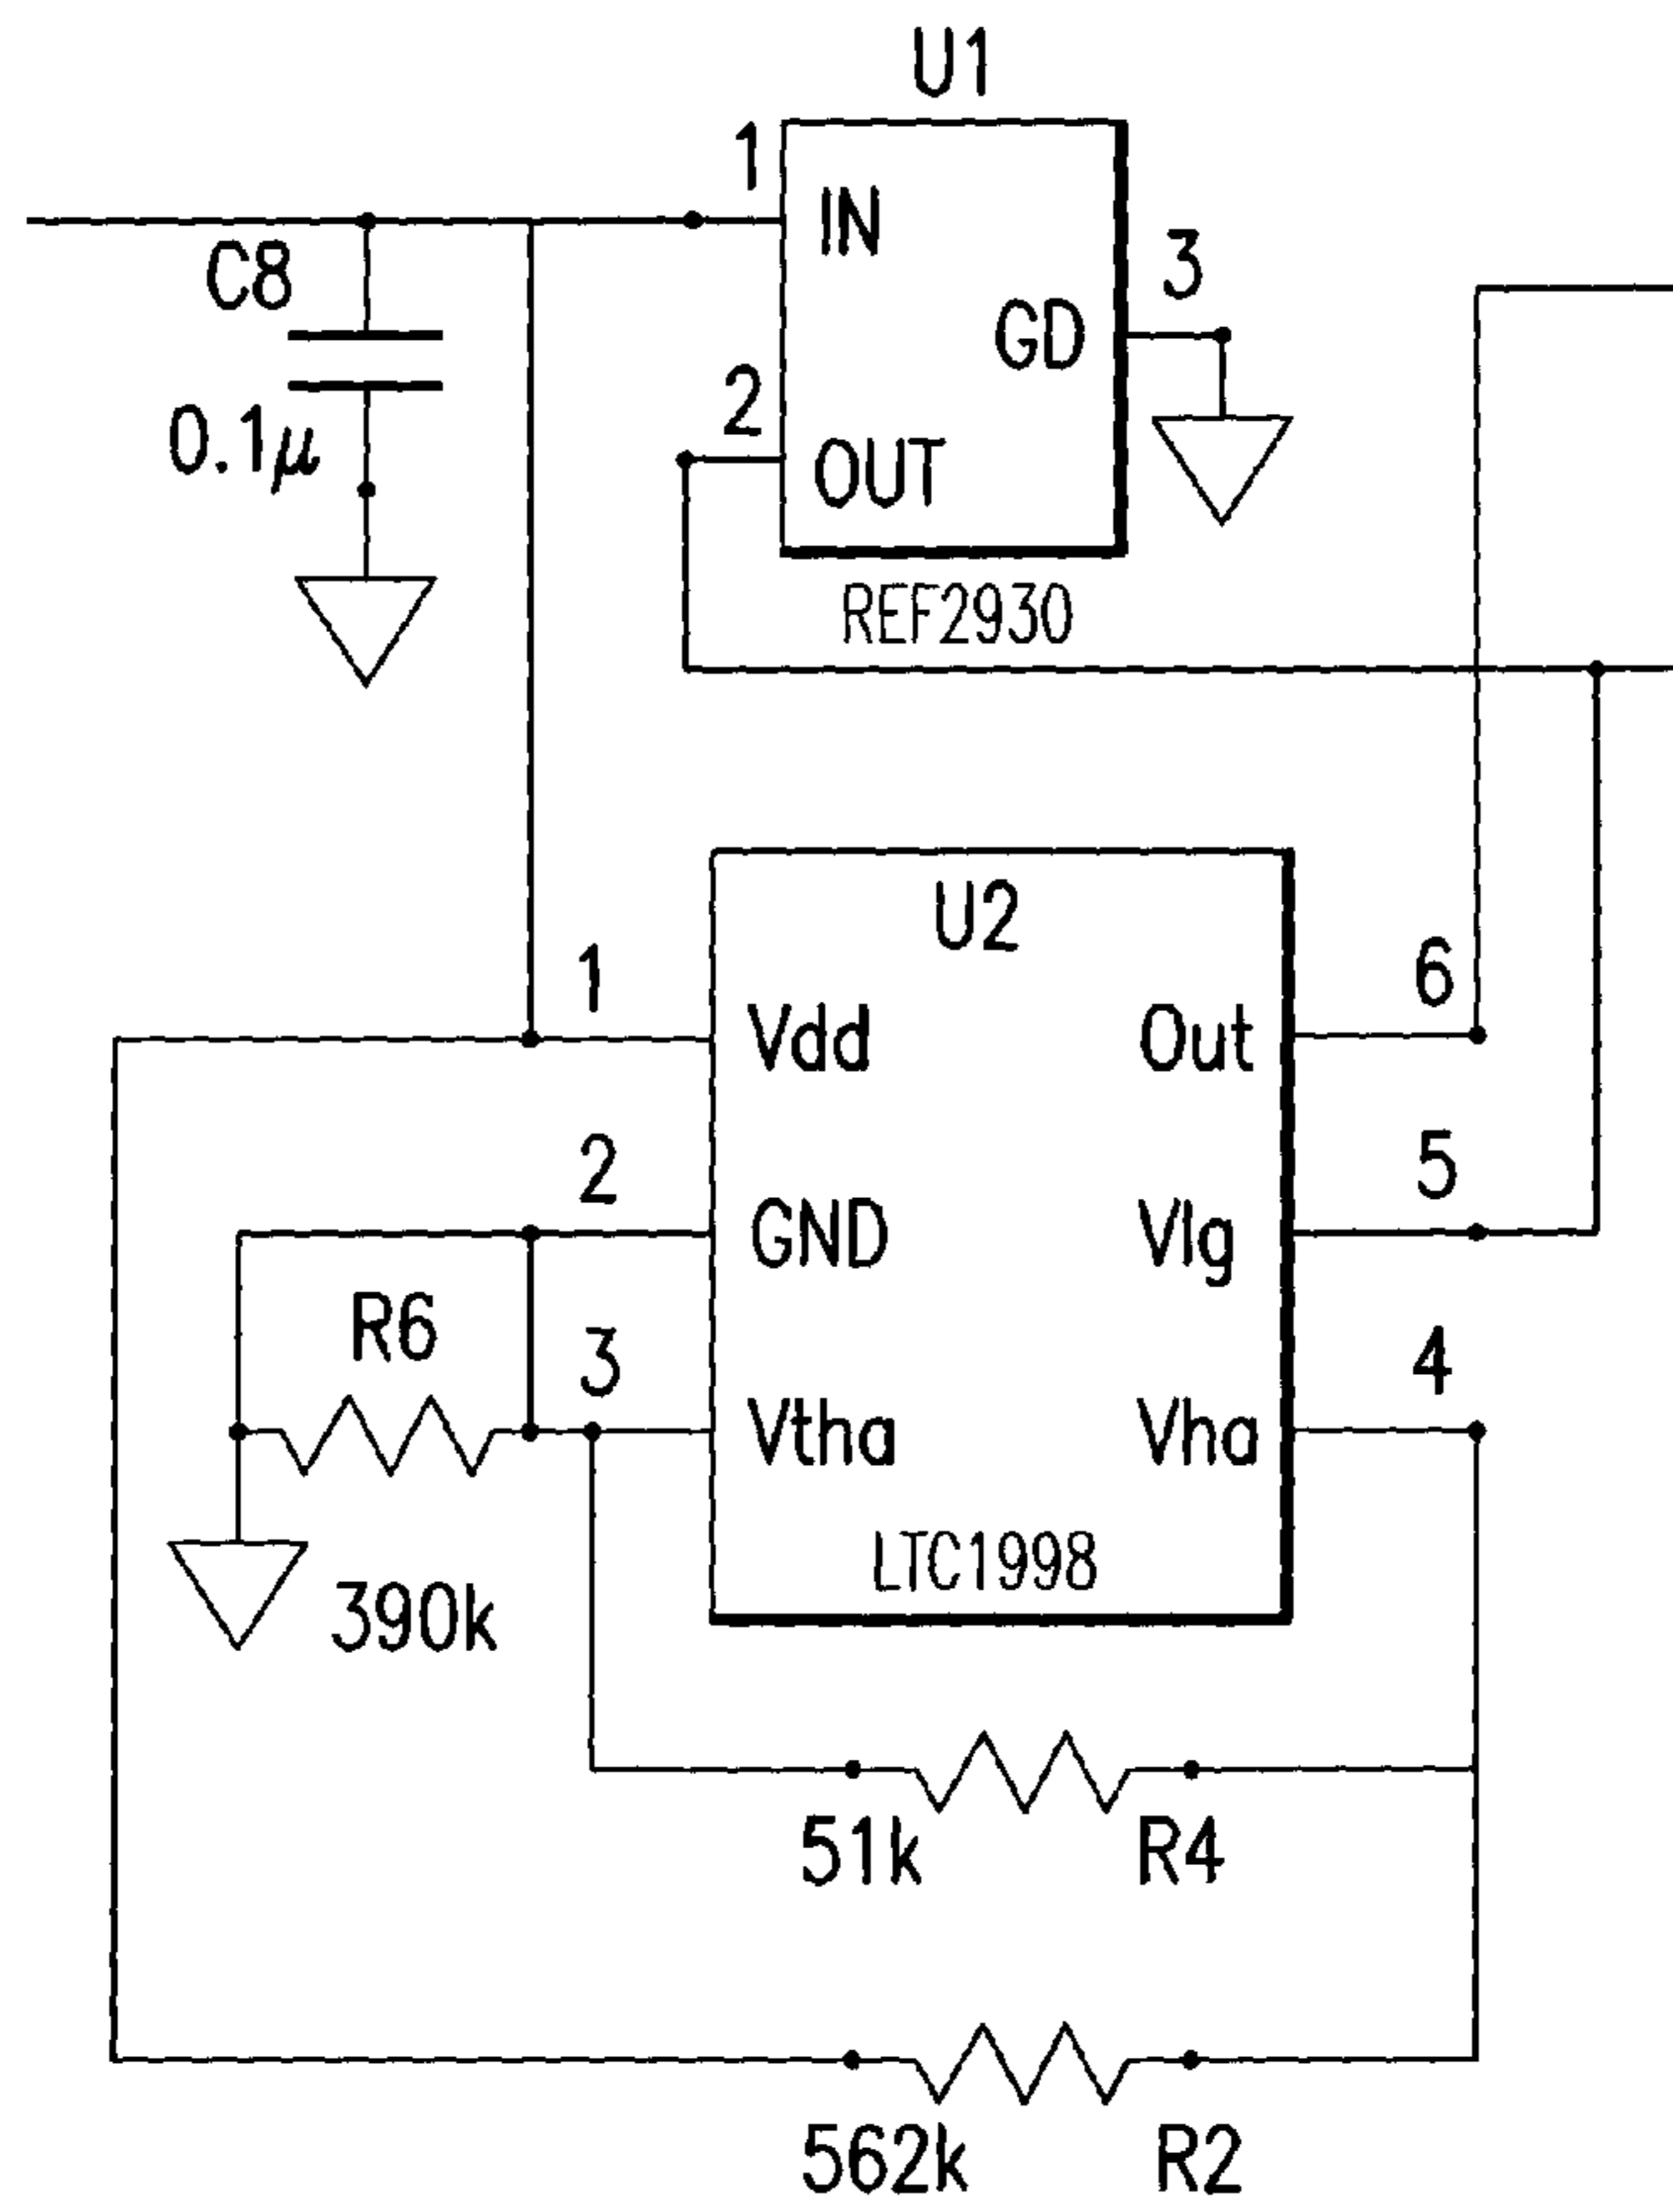 U1
1
IN
C8
3
GD
2
0.1μ
OUT
REF2930
U2
1
6
Vdd
Out
2
5
GND
Vlg
R6
3
4
Vtha
Vha
LTC1998
390k
51k
R4
562k
R2